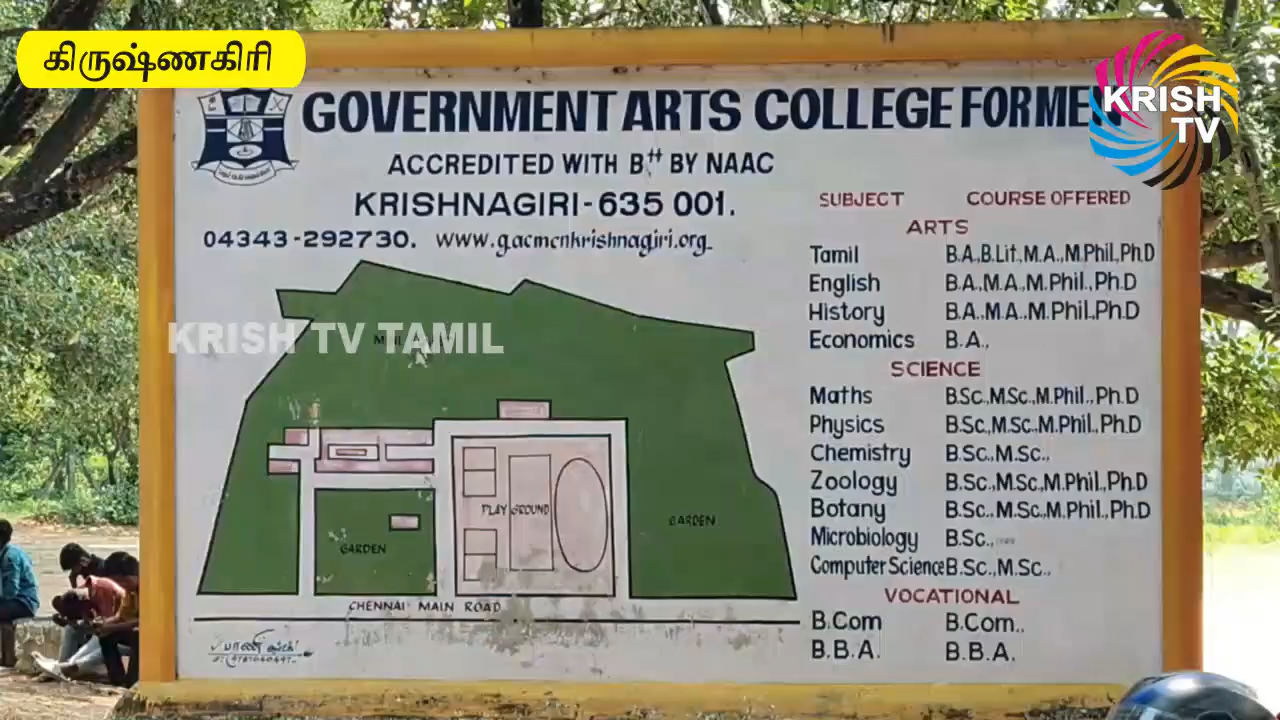 கிருஷ்ணகிரி
KRISH
TV
GOVERNMENT ARTS COLLEGE FOR MEN
ACCREDITED WITH B++ BY NAAC
KRISHNAGIRI - 635 001.
04343-292730. www.gacmenkrishnagiri.org
SUBJECT COURSE OFFERED
ARTS
Tamil B.A.,B.Lit.,M.A.,M.Phil.,Ph.D
English B.A.,M.A.,M.Phil.,Ph.D
History B.A.,M.A.,M.Phil.,Ph.D
Economics B.A.,
SCIENCE
Maths B.Sc.,M.Sc.,M.Phil.,Ph.D
Physics B.Sc.,M.Sc.,M.Phil.,Ph.D
Chemistry B.Sc.,M.Sc.,
Zoology B.Sc.,M.Sc.,M.Phil.,Ph.D
Botany B.Sc.,M.Sc.,M.Phil.,Ph.D
Microbiology B.Sc.,
Computer Science B.Sc.,M.Sc.,
VOCATIONAL
B.Com B.Com.,
B.B.A. B.B.A.
KRISH TV TAMIL
PLAY GROUND
GARDEN
GARDEN
CHENNAI MAIN ROAD